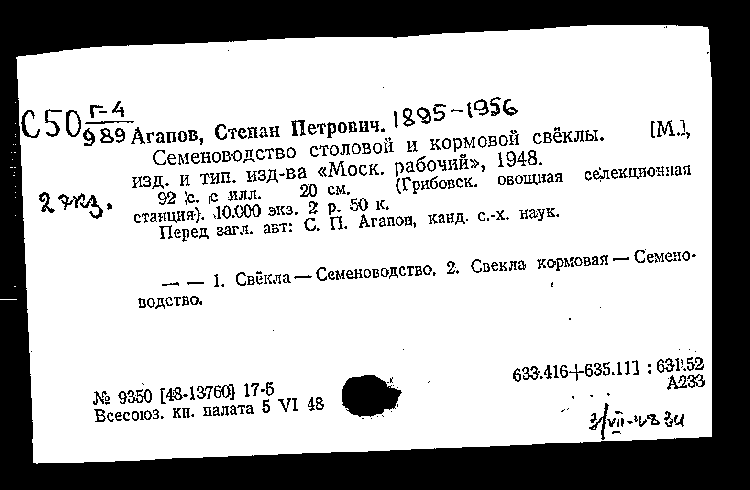 С50 Г-4
989 Агапов, Степан Петрович. 1895-1956
Семеноводство столовой и кормовой свёклы. [М.],
изд. и тип. изд-ва «Моск. рабочий», 1948.
2 экз. 92 с. с илл. 20 см. (Грибовск. овощная селекционная
станция). 10.000 экз. 2 р. 50 к.
Перед загл. авт: С. П. Агапов, канд. с.-х. наук.
— — 1. Свёкла — Семеноводство. 2. Свекла кормовая — Семено-
водство.
№ 9350 [48-13760] 17-5
Всесоюз. кн. палата 5 VI 48
633.416+635.111 : 631.52
А233